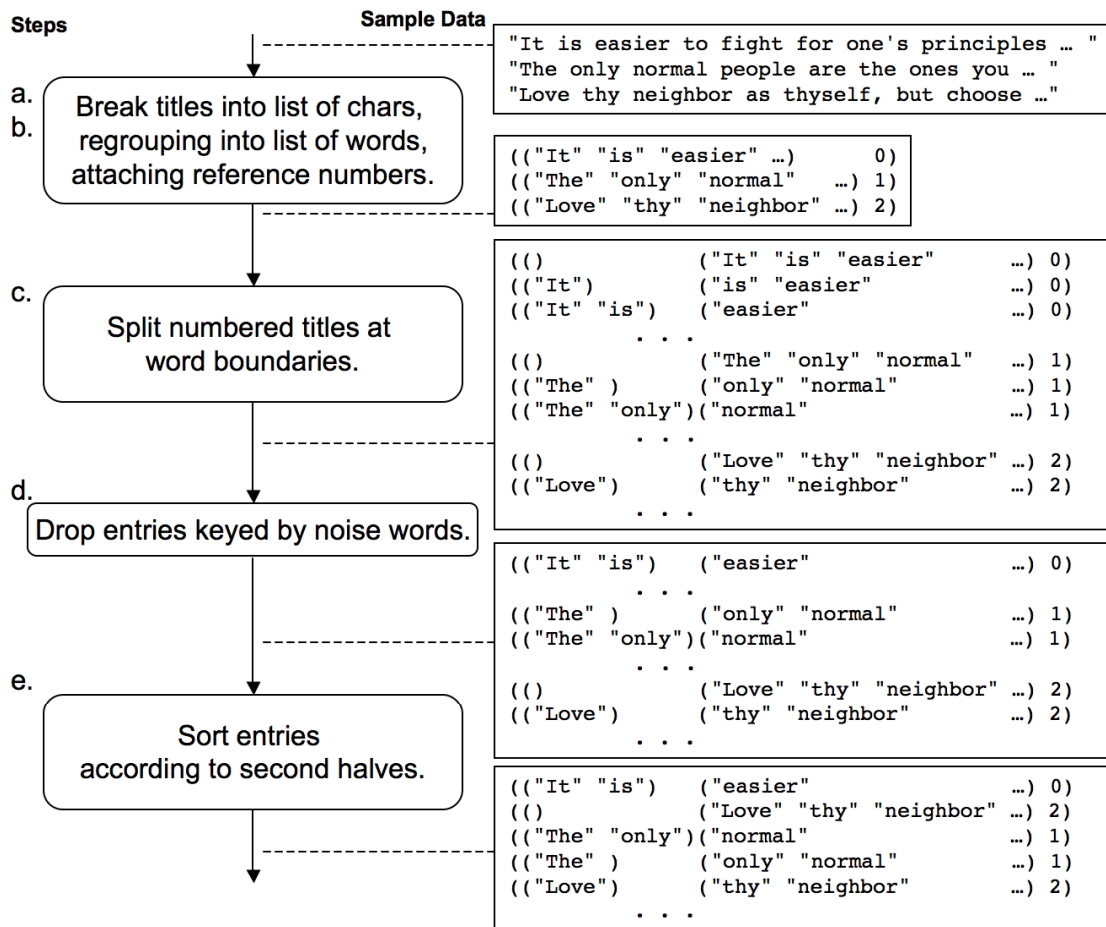 Steps
Sample Data
"It is easier to fight for one's principles … "
"The only normal people are the ones you … "
"Love thy neighbor as thyself, but choose …"
a.
b.
Break titles into list of chars,
regrouping into list of words,
attaching reference numbers.
(("It" "is" "easier" …) 0)
(("The" "only" "normal" …) 1)
(("Love" "thy" "neighbor" …) 2)
c.
Split numbered titles at
word boundaries.
(() ("It" "is" "easier" …) 0)
(("It") ("is" "easier" …) 0)
(("It" "is") ("easier" …) 0)
. . .
(() ("The" "only" "normal" …) 1)
(("The" ) ("only" "normal" …) 1)
(("The" "only")("normal" …) 1)
. . .
(() ("Love" "thy" "neighbor" …) 2)
(("Love") ("thy" "neighbor" …) 2)
. . .
d.
Drop entries keyed by noise words.
(("It" "is") ("easier" …) 0)
. . .
(("The" ) ("only" "normal" …) 1)
(("The" "only")("normal" …) 1)
. . .
(() ("Love" "thy" "neighbor" …) 2)
(("Love") ("thy" "neighbor" …) 2)
. . .
e.
Sort entries
according to second halves.
(("It" "is") ("easier" …) 0)
(() ("Love" "thy" "neighbor" …) 2)
(("The" "only")("normal" …) 1)
(("The" ) ("only" "normal" …) 1)
(("Love") ("thy" "neighbor" …) 2)
. . .